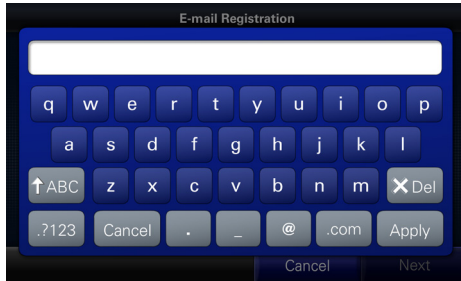 E-mail Registration
q w e r t y u i o p
a s d f g h j k l
ABC z x c v b n m Del
.?123 Cancel . _ @ .com Apply
Cancel Next